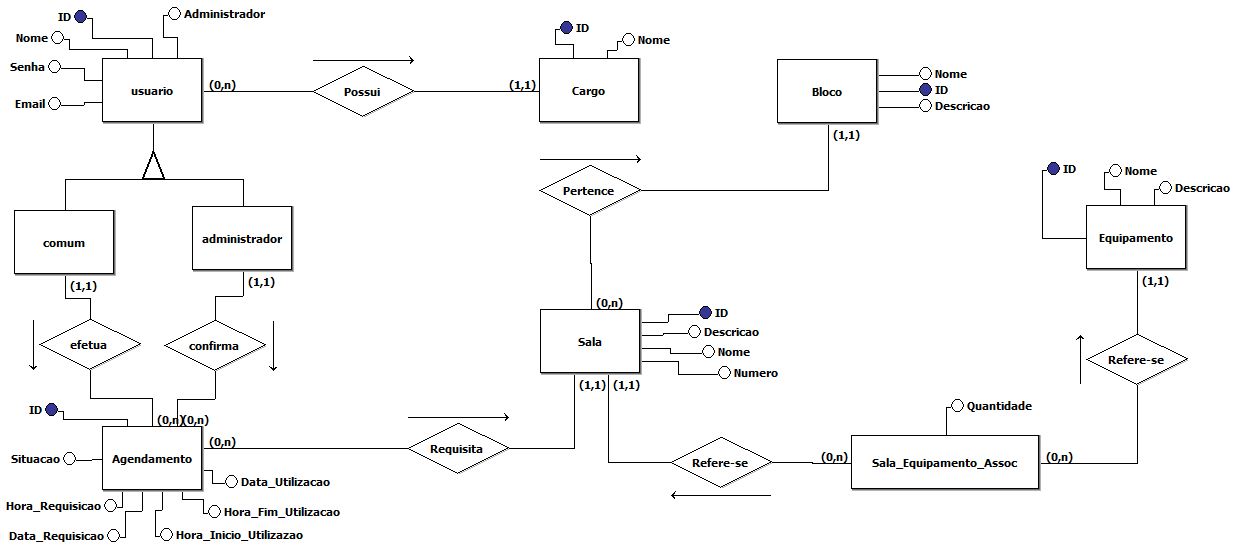 ID
Administrador
Nome
Senha
Email
usuario
(0,n)
Possui
(1,1)
ID
Nome
Cargo
Bloco
Nome
ID
Descricao
(1,1)
Pertence
ID
Nome
Descricao
Equipamento
(1,1)
comum
administrador
(1,1)
(1,1)
efetua
confirma
(0,n)
Sala
ID
Descricao
Nome
Numero
(1,1)
(1,1)
Refere-se
ID
(0,n)
(0,n)
Agendamento
(0,n)
Requisita
Situacao
Data_Utilizacao
Hora_Requisicao
Hora_Fim_Utilizacao
Data_Requisicao
Hora_Inicio_Utilizazao
Refere-se
(0,n)
Quantidade
Sala_Equipamento_Assoc
(0,n)